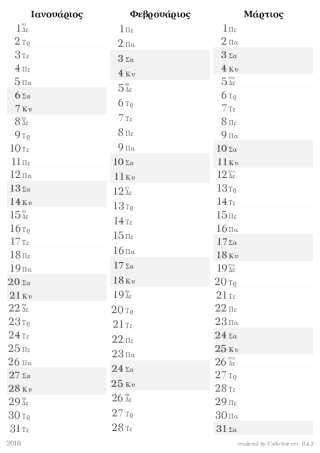 Ιανουάριος
1 Δε
2 Τρ
3 Τε
4 Πε
5 Πα
6 Σα
7 Κυ
8 Δε
9 Τρ
10 Τε
11 Πε
12 Πα
13 Σα
14 Κυ
15 Δε
16 Τρ
17 Τε
18 Πε
19 Πα
20 Σα
21 Κυ
22 Δε
23 Τρ
24 Τε
25 Πε
26 Πα
27 Σα
28 Κυ
29 Δε
30 Τρ
31 Τε
Φεβρουάριος
1 Πε
2 Πα
3 Σα
4 Κυ
5 Δε
6 Τρ
7 Τε
8 Πε
9 Πα
10 Σα
11 Κυ
12 Δε
13 Τρ
14 Τε
15 Πε
16 Πα
17 Σα
18 Κυ
19 Δε
20 Τρ
21 Τε
22 Πε
23 Πα
24 Σα
25 Κυ
26 Δε
27 Τρ
28 Τε
Μάρτιος
1 Πε
2 Πα
3 Σα
4 Κυ
5 Δε
6 Τρ
7 Τε
8 Πε
9 Πα
10 Σα
11 Κυ
12 Δε
13 Τρ
14 Τε
15 Πε
16 Πα
17 Σα
18 Κυ
19 Δε
20 Τρ
21 Τε
22 Πε
23 Πα
24 Σα
25 Κυ
26 Δε
27 Τρ
28 Τε
29 Πε
30 Πα
31 Σα
2018
rendered by Calirhoe ver. 0.4.3